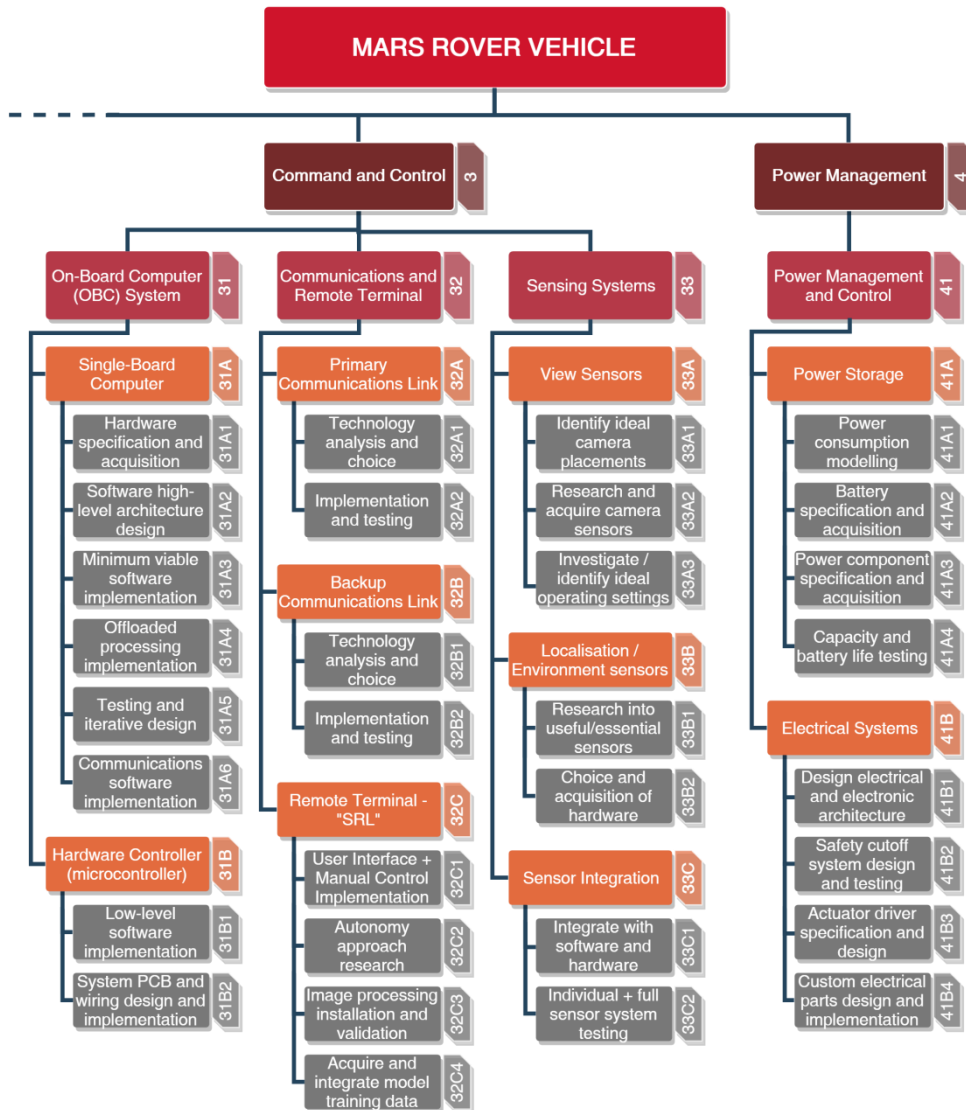 MARS ROVER VEHICLE
Command and Control
3
Power Management
4
On-Board Computer
(OBC) System
31
Communications and
Remote Terminal
32
Sensing Systems
33
Power Management
and Control
41
Single-Board
Computer
31A
Hardware
specification and
acquisition
31A1
Software high-
level architecture
design
31A2
Minimum viable
software
implementation
31A3
Offloaded
processing
implementation
31A4
Testing and
iterative design
31A5
Communications
software
implementation
31A6
Hardware Controller
(microcontroller)
31B
Low-level
software
implementation
31B1
System PCB and
wiring design and
implementation
31B2
Primary
Communications Link
32A
Technology
analysis and
choice
32A1
Implementation
and testing
32A2
Backup
Communications Link
32B
Technology
analysis and
choice
32B1
Implementation
and testing
32B2
Remote Terminal -
"SRL"
32C
User Interface +
Manual Control
Implementation
32C1
Autonomy
approach
research
32C2
Image processing
installation and
validation
32C3
Acquire and
integrate model
training data
32C4
View Sensors
33A
Identify ideal
camera
placements
33A1
Research and
acquire camera
sensors
33A2
Investigate /
identify ideal
operating settings
33A3
Localisation /
Environment sensors
33B
Research into
useful/essential
sensors
33B1
Choice and
acquisition of
hardware
33B2
Sensor Integration
33C
Integrate with
software and
hardware
33C1
Individual + full
sensor system
testing
33C2
Power Storage
41A
Power
consumption
modelling
41A1
Battery
specification and
acquisition
41A2
Power component
specification and
acquisition
41A3
Capacity and
battery life testing
41A4
Electrical Systems
41B
Design electrical
and electronic
architecture
41B1
Safety cutoff
system design
and testing
41B2
Actuator driver
specification and
design
41B3
Custom electrical
parts design and
implementation
41B4